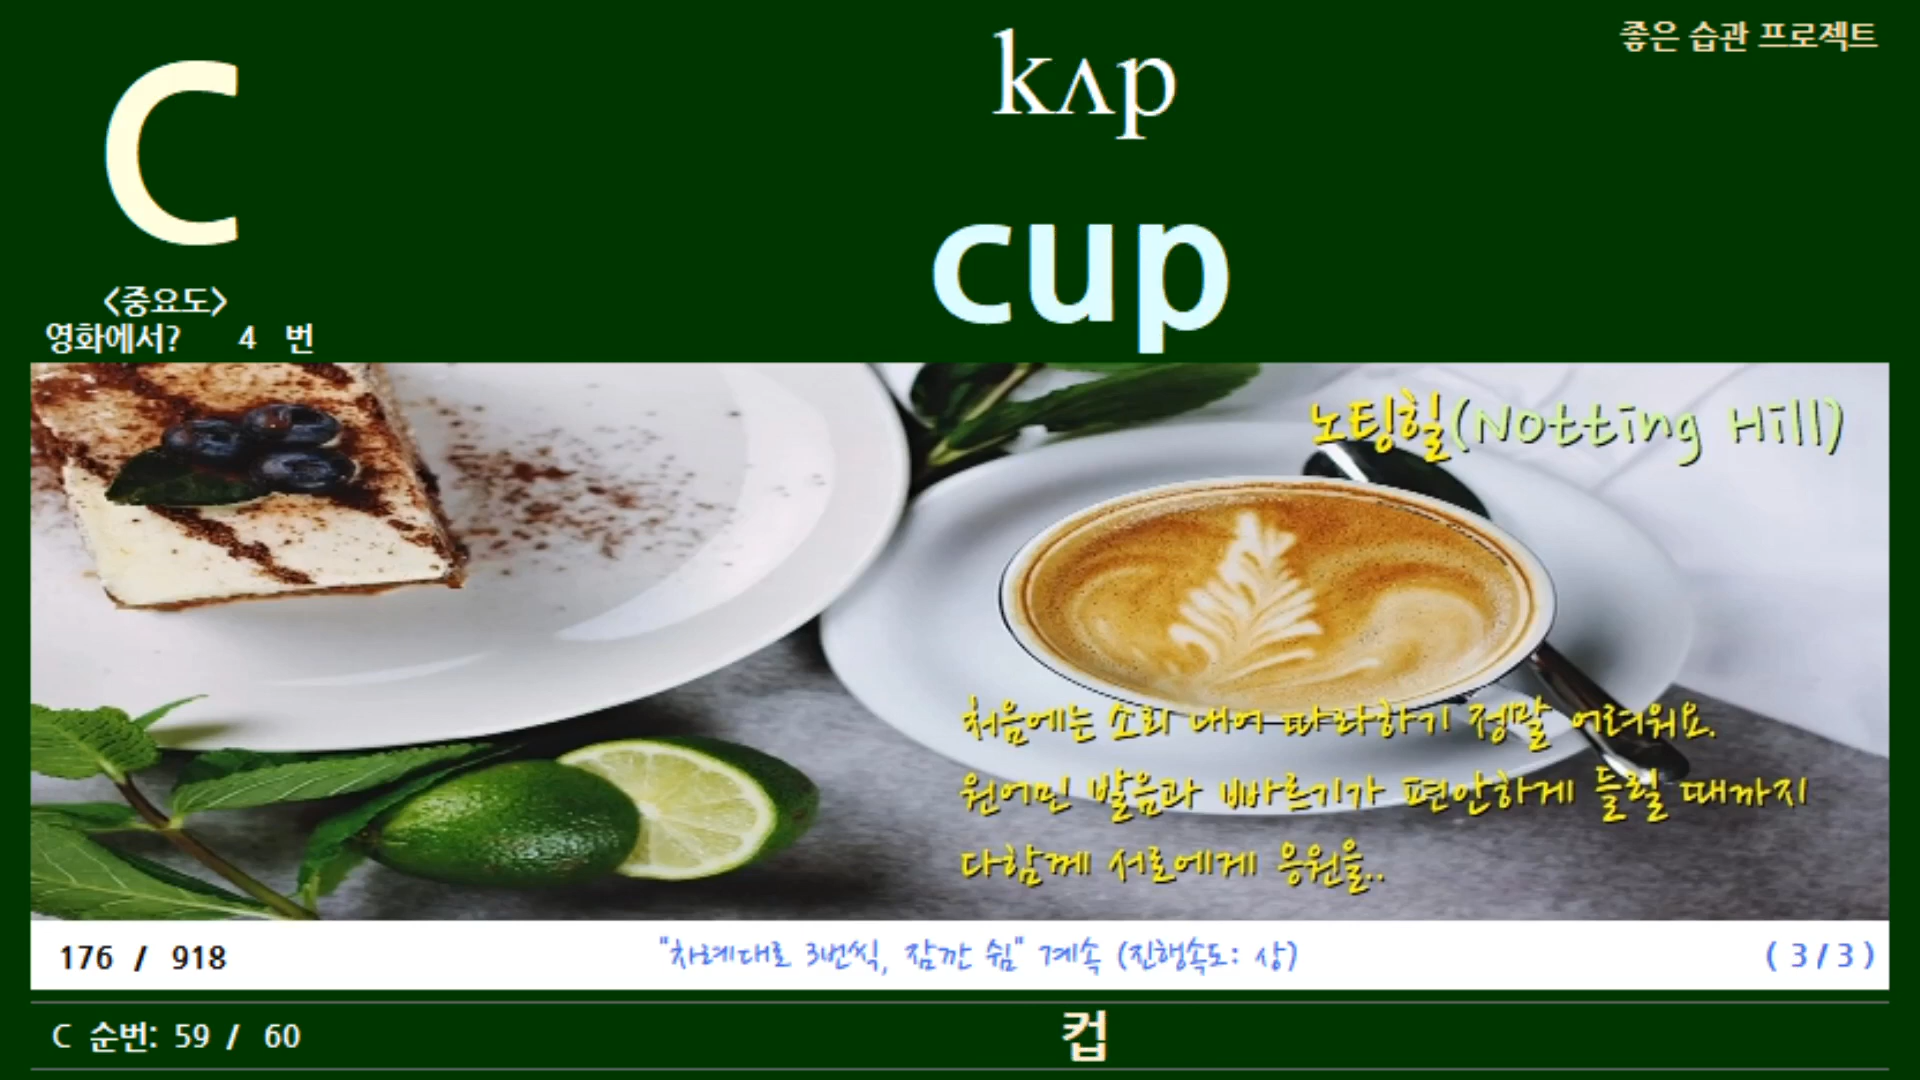 C
<중요도>
영화에서? 4 번
kʌp
cup
좋은 습관 프로젝트
노팅힐(Notting Hill)
처음에는 소리 내어 따라하기 정말 어려워요.
원어민 발음과 빠르기가 편안하게 들릴 때까지
다함께 서로에게 응원을..
176 / 918
"차례대로 3번씩, 잠깐 쉼" 계속 (진행속도: 상)
( 3 / 3 )
C 순번: 59 / 60
컵